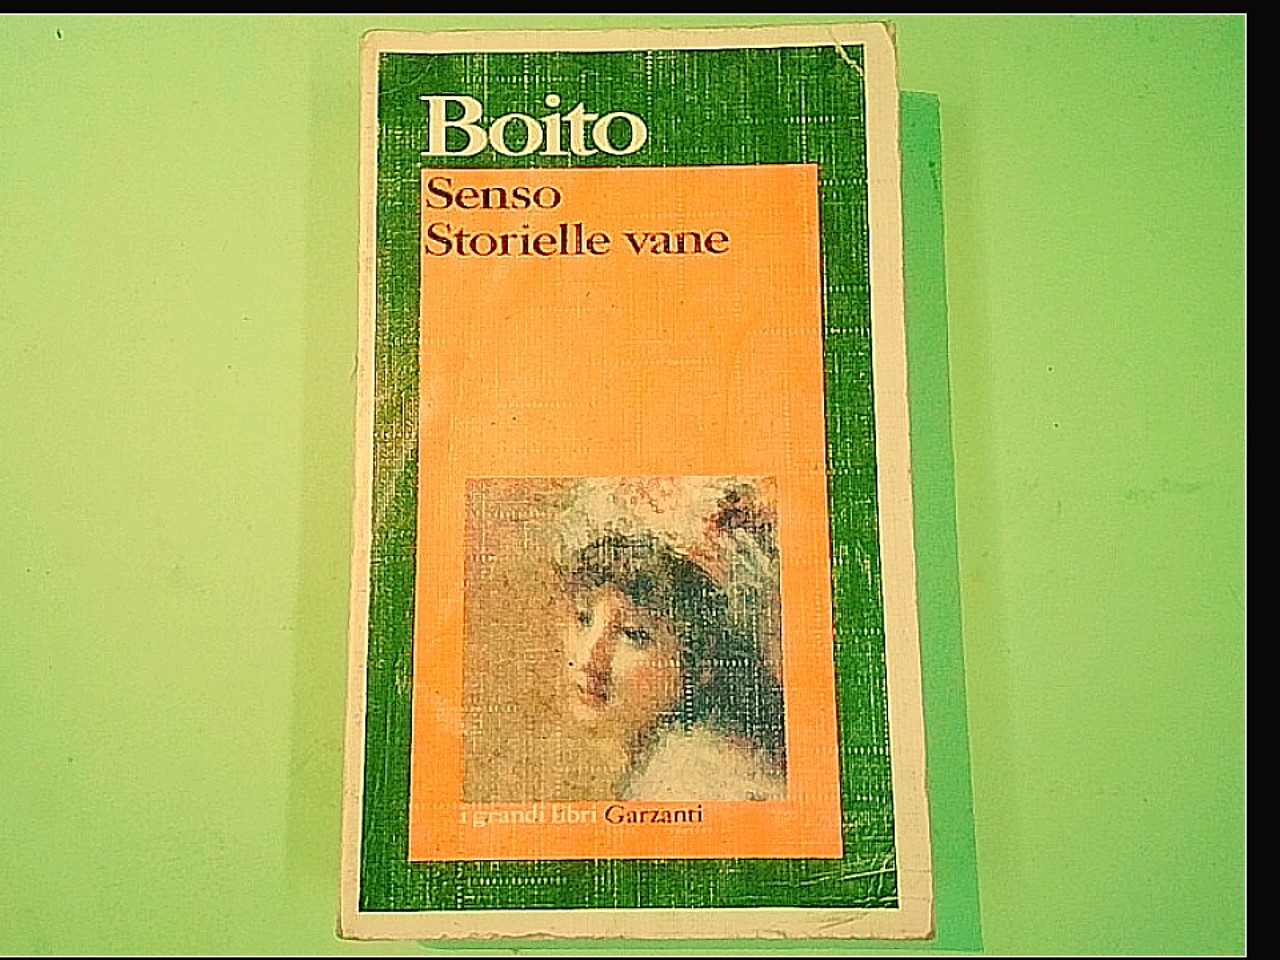 Boito
Senso
Storielle vane
i grandi libri Garzanti